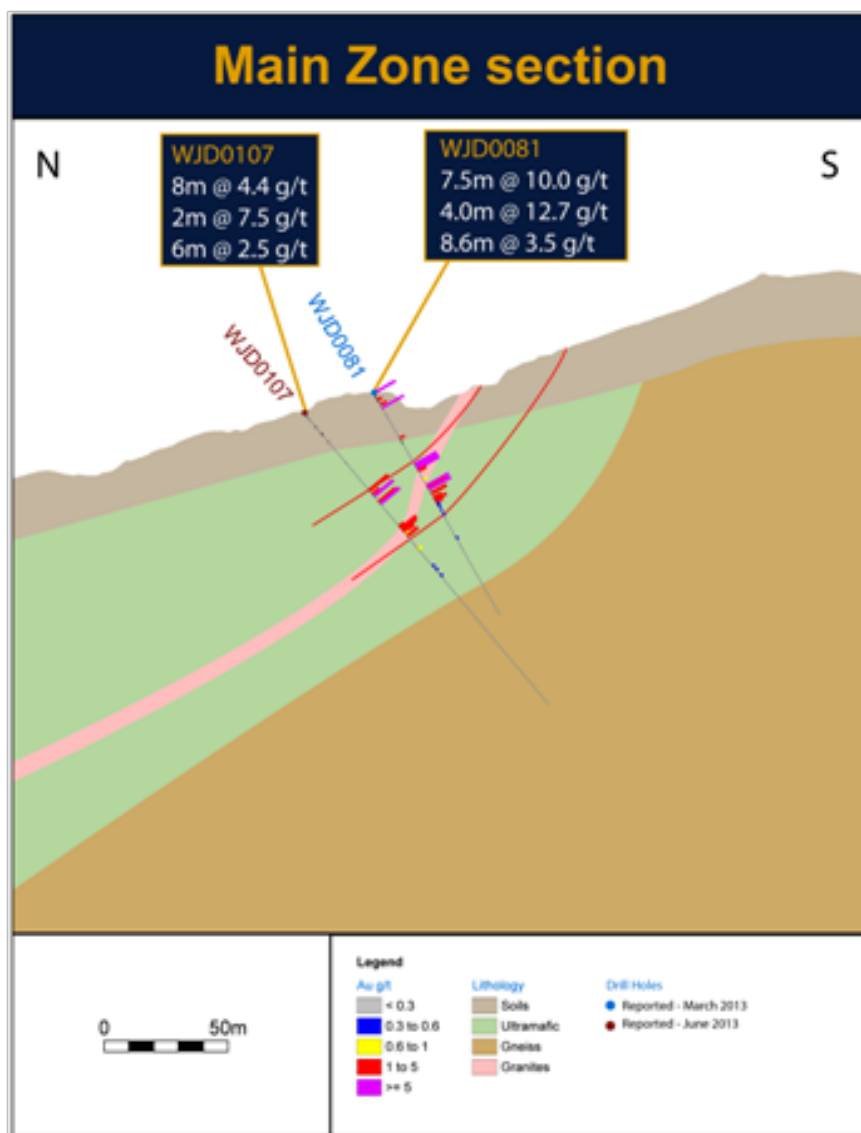 Main Zone section
N
S
WJD0107
8m @ 4.4 g/t
2m @ 7.5 g/t
6m @ 2.5 g/t
WJD0081
7.5m @ 10.0 g/t
4.0m @ 12.7 g/t
8.6m @ 3.5 g/t
WJD0107
WJD0081
0 50m
Legend
Au g/t
< 0.3
0.3 to 0.6
0.6 to 1
1 to 5
>= 5
Lithology
Soils
Ultramafic
Gneiss
Granites
Drill Holes
Reported - March 2013
Reported - June 2013